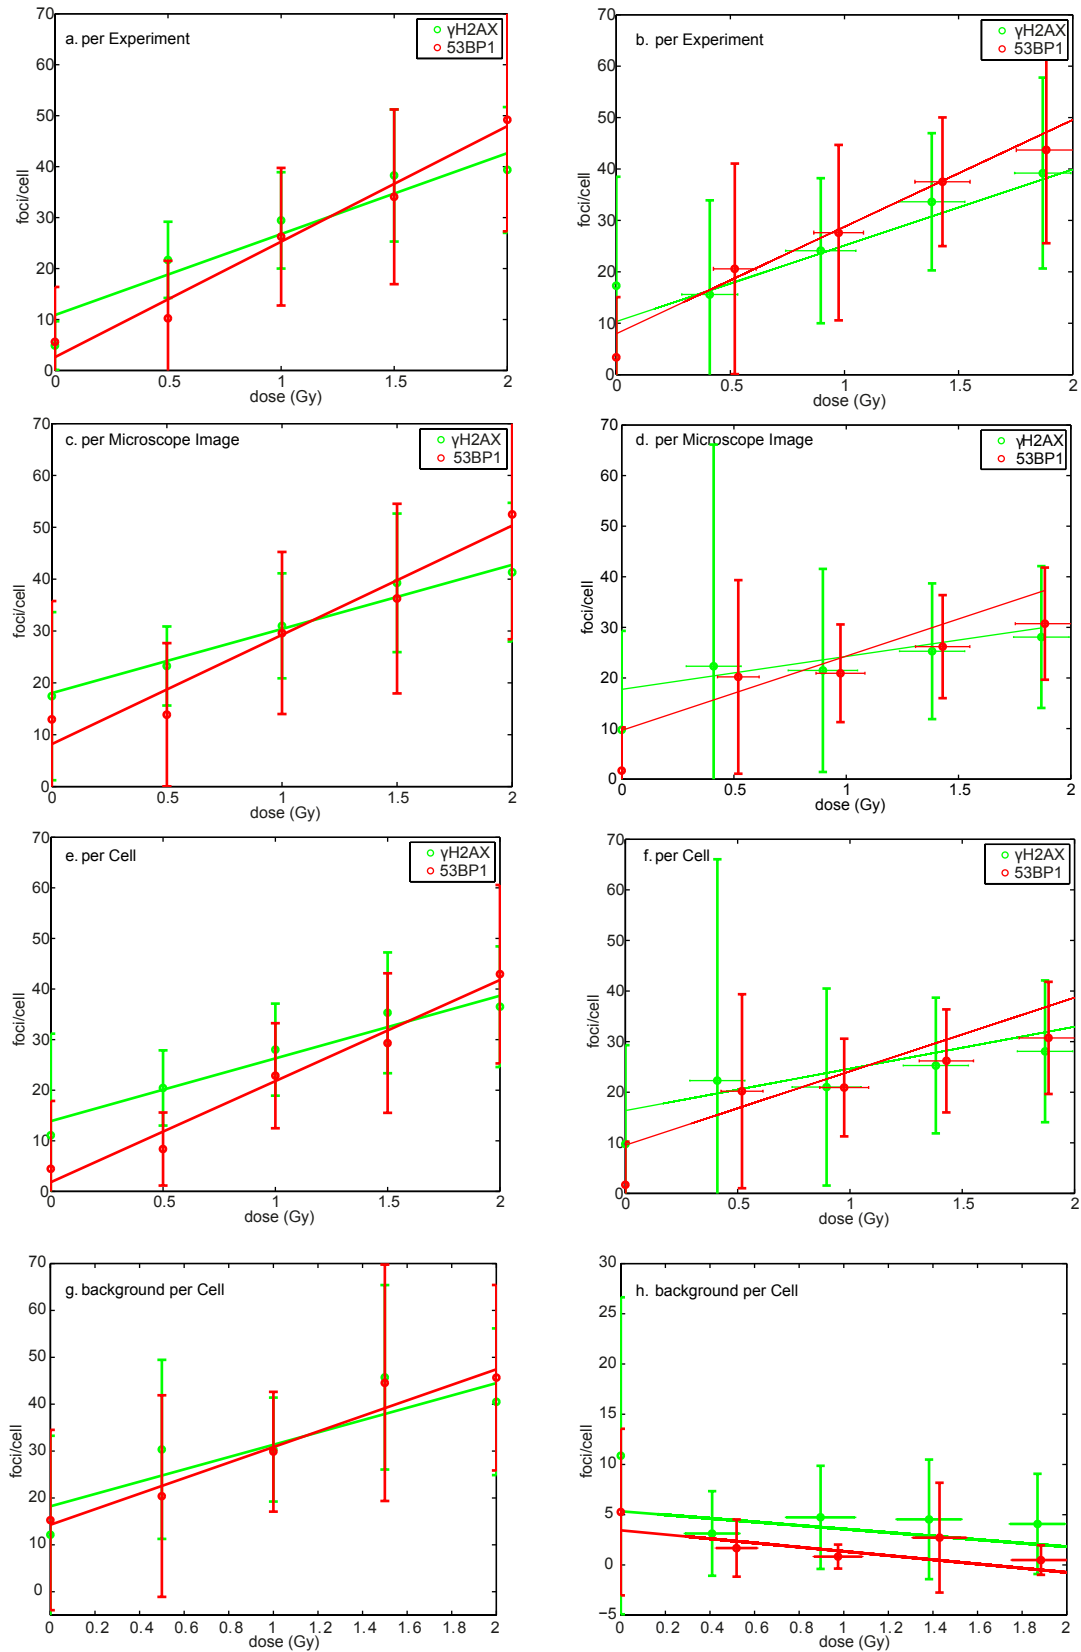 a. per Experiment
γH2AX
53BP1
70
60
50
40
30
20
10
0
foci/cell
0 0.5 1 1.5 2
dose (Gy)
b. per Experiment
γH2AX
53BP1
70
60
50
40
30
20
10
0
foci/cell
0 0.5 1 1.5 2
dose (Gy)
c. per Microscope Image
γH2AX
53BP1
70
60
50
40
30
20
10
0
foci/cell
0 0.5 1 1.5 2
dose (Gy)
d. per Microscope Image
γH2AX
53BP1
70
60
50
40
30
20
10
0
foci/cell
0 0.5 1 1.5 2
dose (Gy)
e. per Cell
γH2AX
53BP1
70
60
50
40
30
20
10
0
foci/cell
0 0.5 1 1.5 2
dose (Gy)
f. per Cell
γH2AX
53BP1
70
60
50
40
30
20
10
0
foci/cell
0 0.5 1 1.5 2
dose (Gy)
g. background per Cell
70
60
50
40
30
20
10
0
foci/cell
0 0.2 0.4 0.6 0.8 1.0 1.2 1.4 1.6 1.8 2
dose (Gy)
h. background per Cell
30
25
20
15
10
5
0
−5
foci/cell
0 0.2 0.4 0.6 0.8 1 1.2 1.4 1.6 1.8 2
dose (Gy)